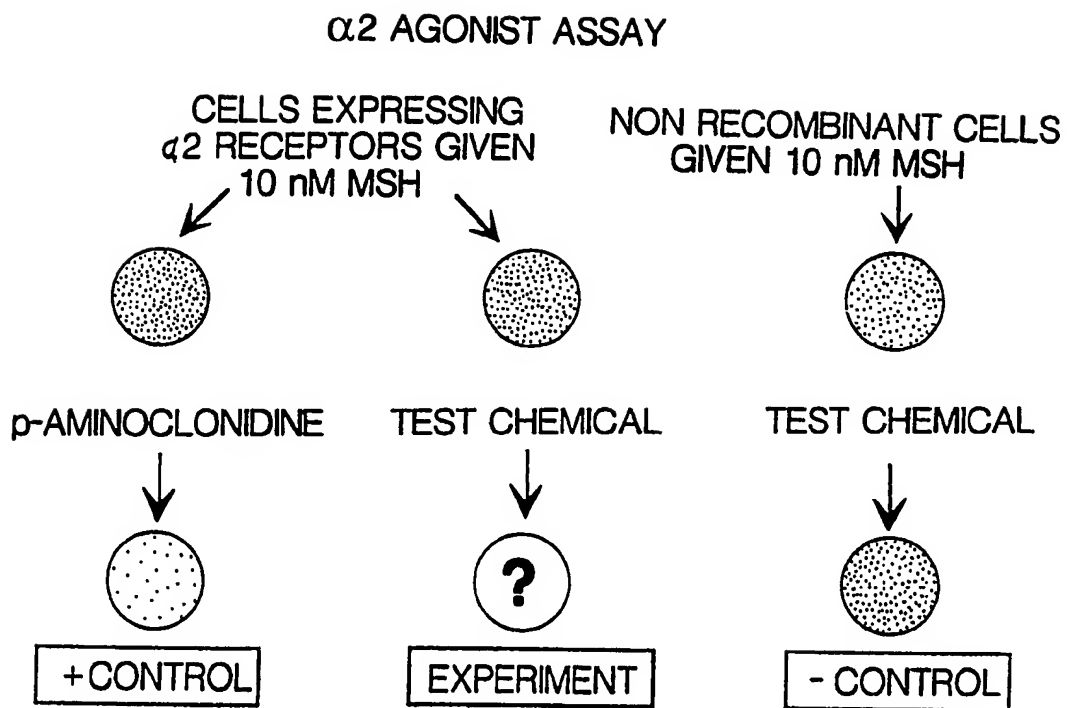 α2 AGONIST ASSAY
CELLS EXPRESSING
α2 RECEPTORS GIVEN
10 nM MSH
NON RECOMBINANT CELLS
GIVEN 10 nM MSH
p-AMINOCLONIDINE
TEST CHEMICAL
TEST CHEMICAL
?
+CONTROL
EXPERIMENT
- CONTROL